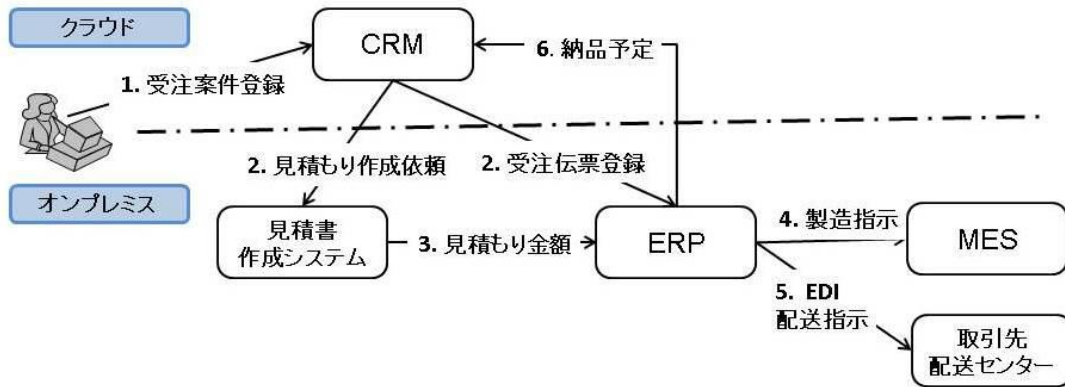 クラウド
CRM
6. 納品予定
1. 受注案件登録
2. 見積もり作成依頼
2. 受注伝票登録
オンプレミス
見積書
作成システム
3. 見積もり金額
ERP
4. 製造指示
MES
5. EDI
配送指示
取引先
配送センター